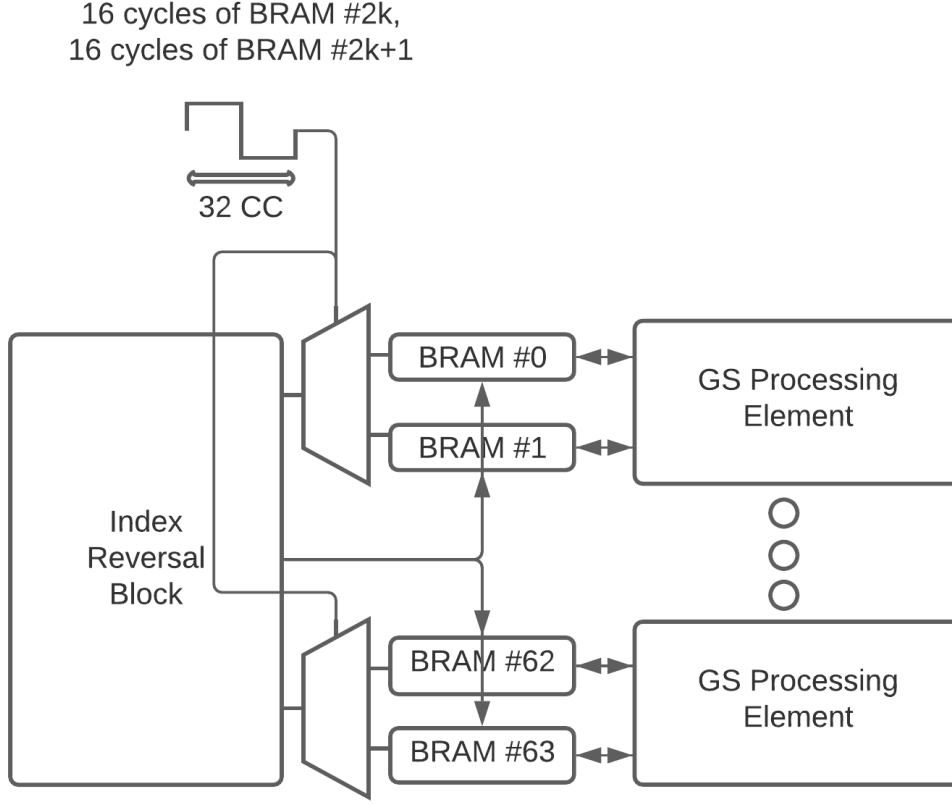 16 cycles of BRAM #2k,
16 cycles of BRAM #2k+1
32 CC
BRAM #0
GS Processing
Element
BRAM #1
Index
Reversal
Block
BRAM #62
GS Processing
Element
BRAM #63